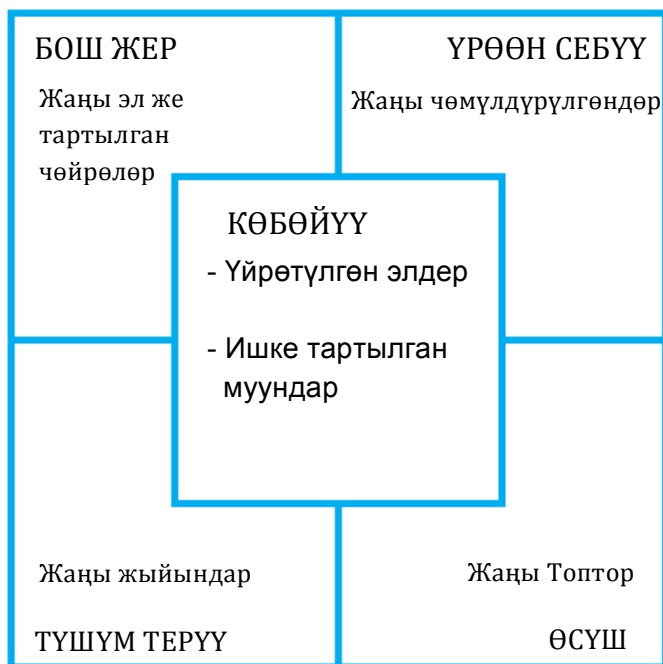 БОШ ЖЕР
Жаңы эл же
тартылган
чөйрөлөр
ҮРӨӨН СЕБҮҮ
Жаңы чөмүлдүрүлгөндөр
КӨБӨЙҮҮ
- Үйрөтүлгөн элдер
- Ишке тартылган
муундар
Жаңы жыйындар
ТҮШҮМ ТЕРҮҮ
Жаңы Топтор
ӨСҮШ